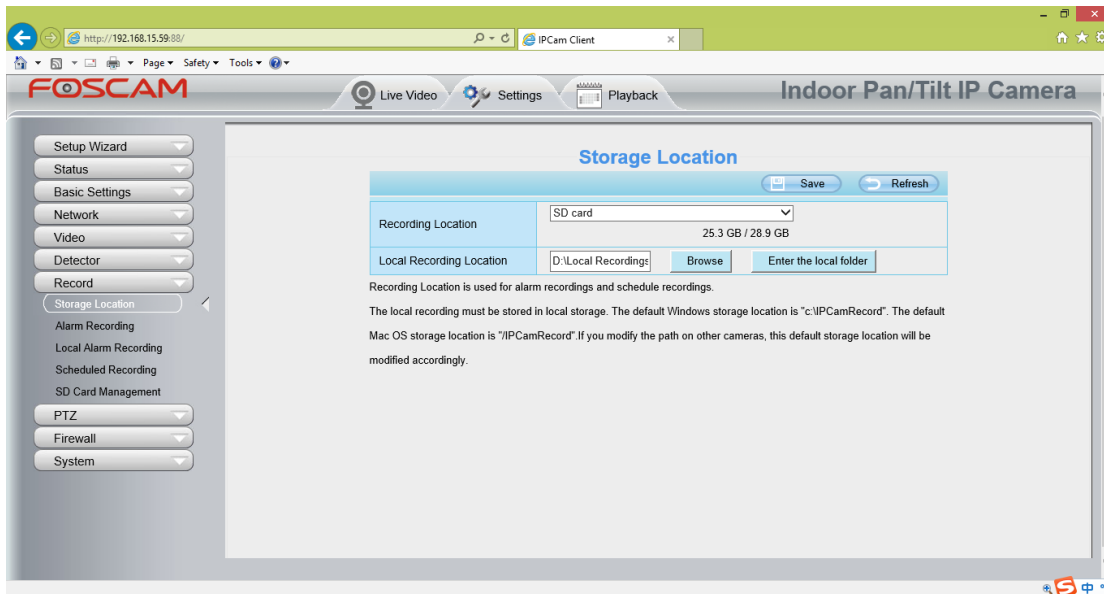 http://192.168.15.59:88/
IPCam Client
Page Safety Tools
FOSCAM
Live Video
Settings
Playback
Indoor Pan/Tilt IP Camera
Setup Wizard
Status
Basic Settings
Network
Video
Detector
Record
Storage Location
Alarm Recording
Local Alarm Recording
Scheduled Recording
SD Card Management
PTZ
Firewall
System
Storage Location
Save
Refresh
Recording Location
SD card
25.3 GB / 28.9 GB
Local Recording Location
D:\Local Recordings
Browse
Enter the local folder
Recording Location is used for alarm recordings and schedule recordings.
The local recording must be stored in local storage. The default Windows storage location is "c:\IPCamRecord". The default
Mac OS storage location is "/IPCamRecord".If you modify the path on other cameras, this default storage location will be
modified accordingly.
中